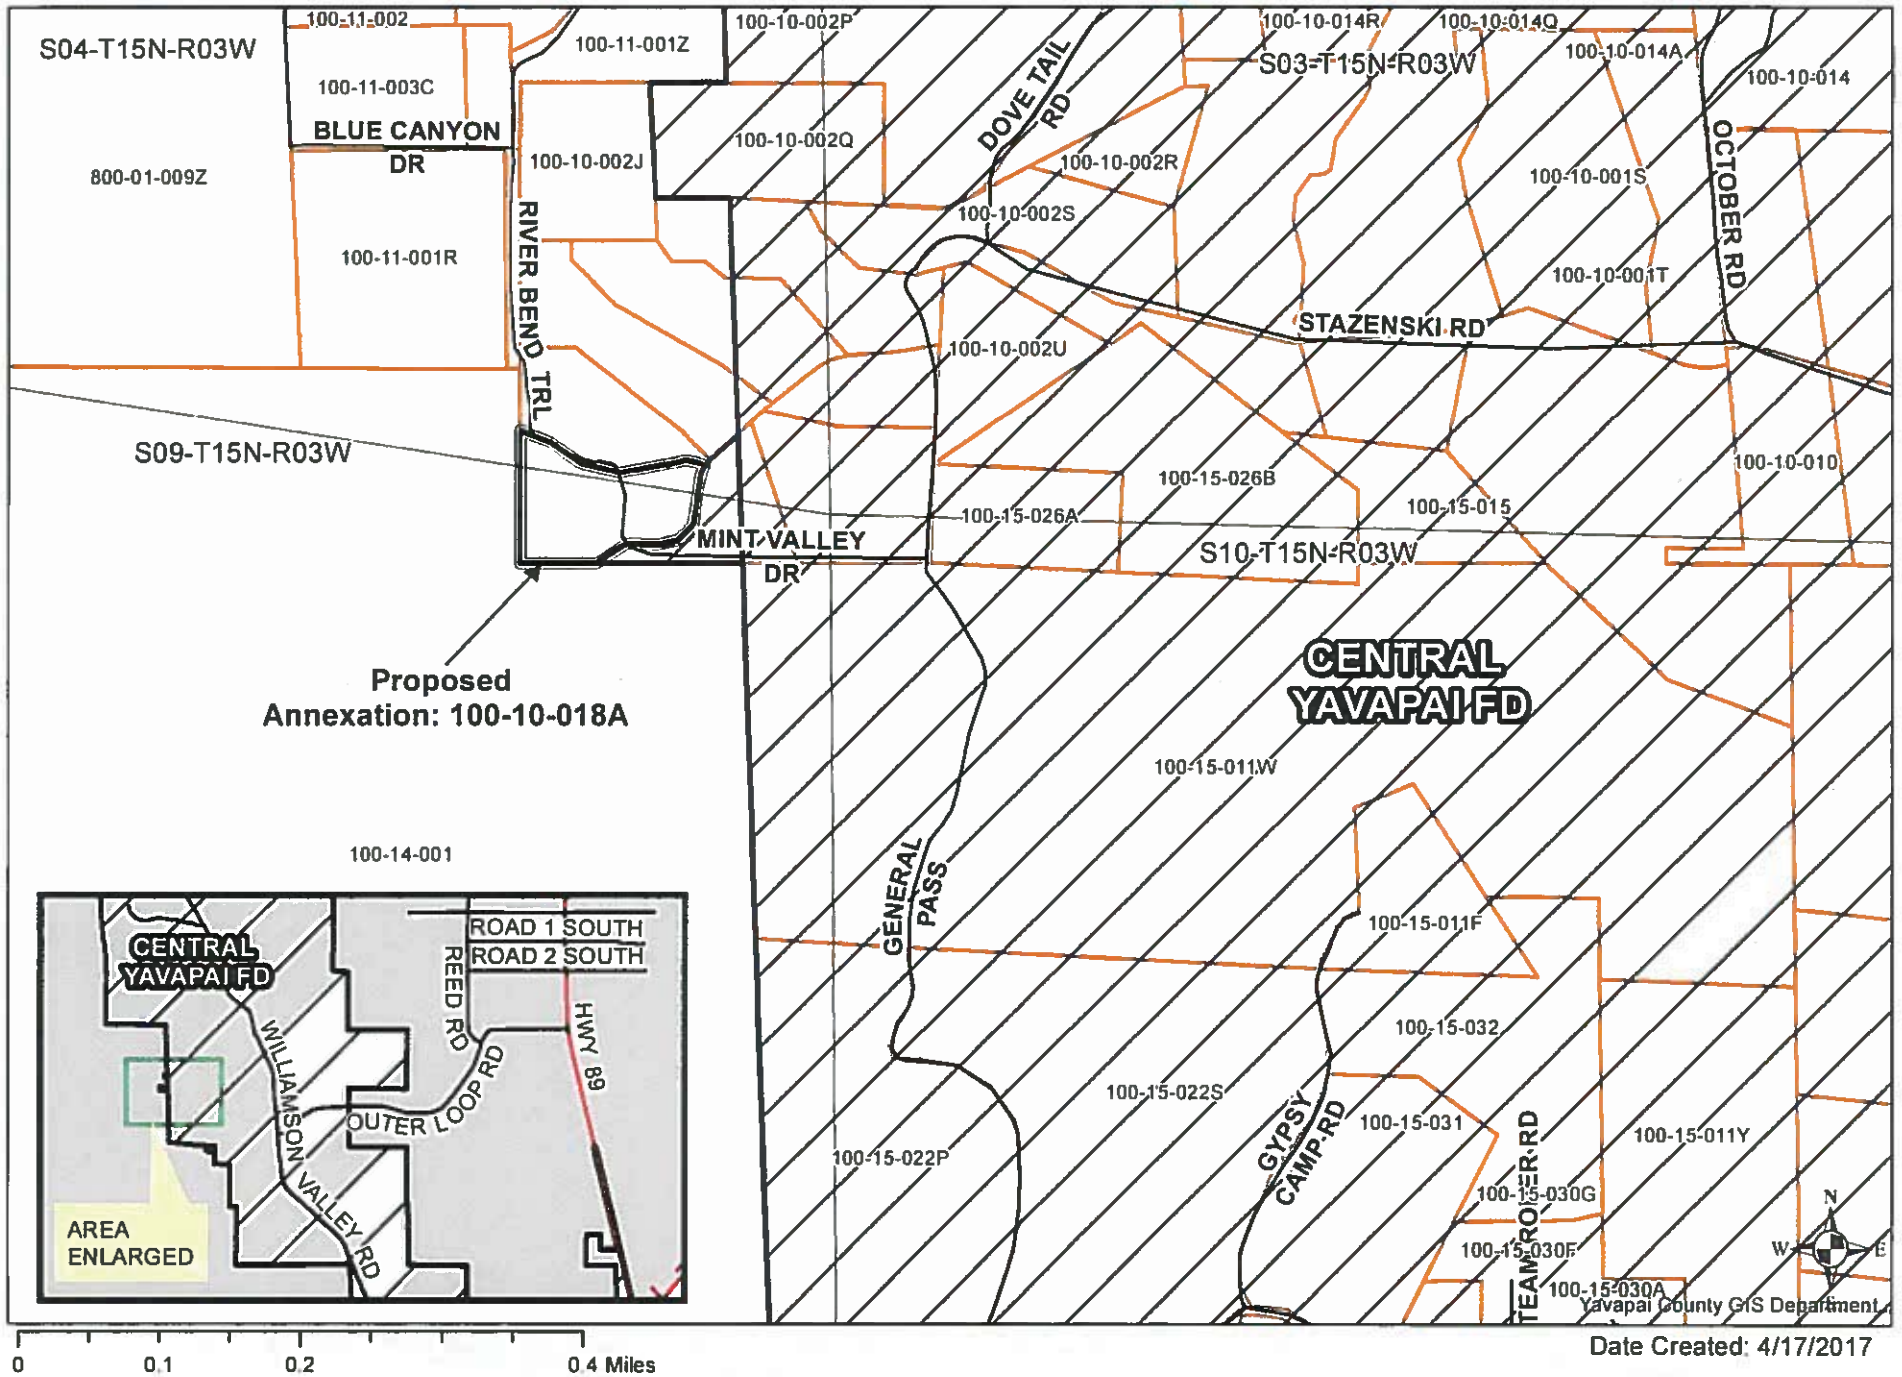 100-11-002
100-10-002P
100-10-014R
100-10-014Q
S04-T15N-R03W
100-11-001Z
100-10-014A
S03-T15N-R03W
100-10-014
100-11-003C
DOVE TAIL
RD
BLUE CANYON
DR
100-10-002Q
100-10-002J
100-10-002R
800-01-009Z
100-10-001S
OCTOBER RD
100-10-002S
RIVER BEND TRL
100-11-001R
100-10-001T
STAZENSKI RD
100-10-002U
S09-T15N-R03W
100-10-010
100-15-026B
100-15-015
100-15-026A
MINT VALLEY
DR
S10-T15N-R03W
Proposed
Annexation: 100-10-018A
CENTRAL
YAVAPAI FD
100-15-011W
100-14-001
GENERAL
PASS
100-15-011F
100-15-032
100-15-022S
GYPSY
CAMP RD
100-15-031
100-15-011Y
100-15-022P
TEAM ROPER RD
100-15-030G
100-15-030F
100-15-030A
CENTRAL
YAVAPAI FD
ROAD 1 SOUTH
ROAD 2 SOUTH
REED RD
HWY 89
WILLIAMSON VALLEY RD
OUTER LOOP RD
AREA
ENLARGED
N
W
E
Yavapai County GIS Department
Date Created: 4/17/2017
0 0.1 0.2 0.4 Miles